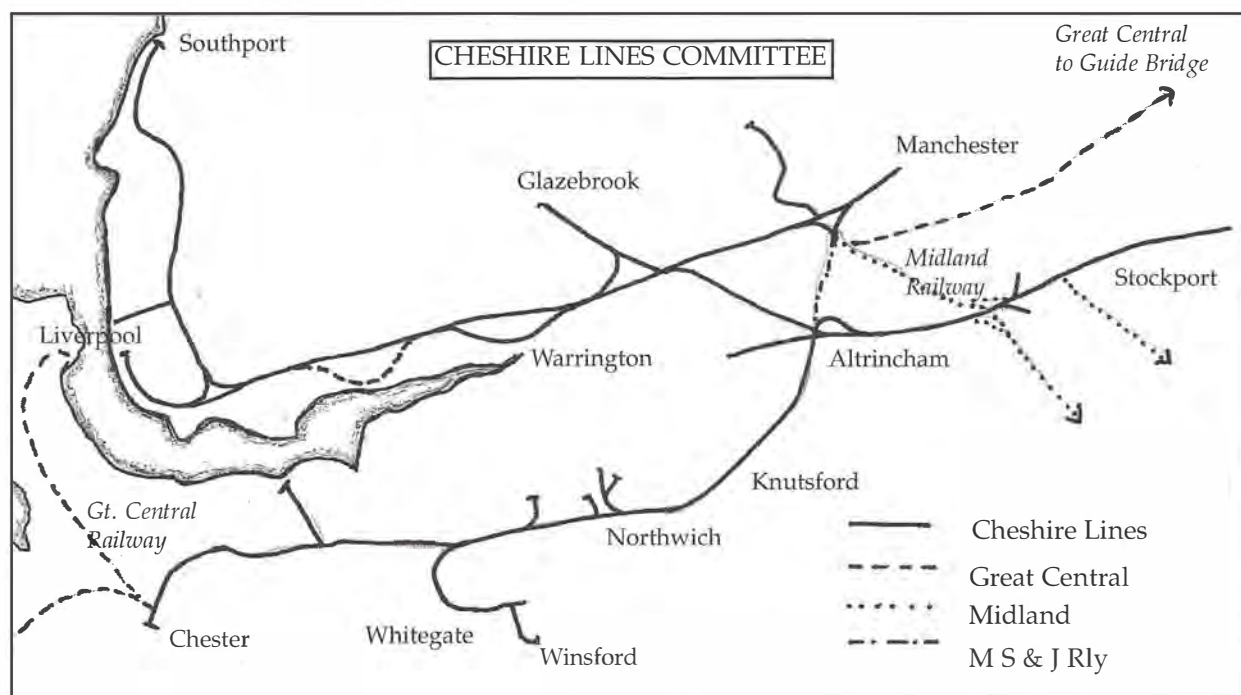 Southport
CHESHIRE LINES COMMITTEE
Great Central
to Guide Bridge
Manchester
Glazebrook
Midland
Railway
Stockport
Liverpool
Warrington
Altrincham
Knutsford
Gt. Central
Railway
Northwich
Cheshire Lines
Great Central
Midland
M S & J Rly
Chester
Whitegate
Winsford